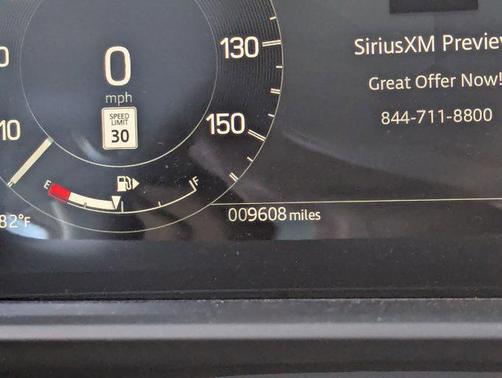 0
mph
SPEED
LIMIT
30
130
150
10
E
F
82°F
009608 miles
SiriusXM Preview
Great Offer Now!
844-711-8800